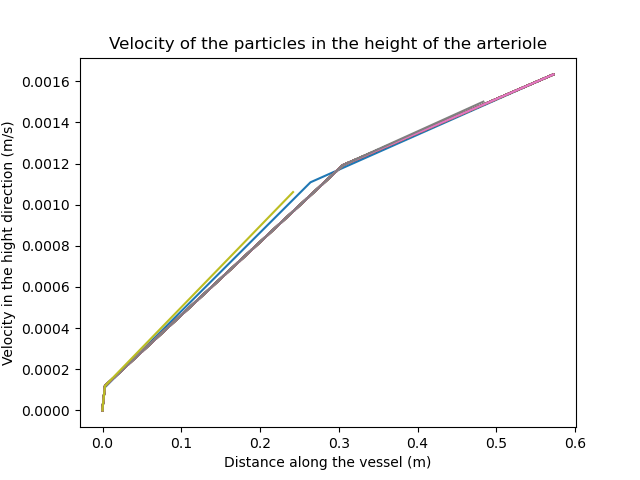 Velocity of the particles in the height of the arteriole
Velocity in the hight direction (m/s)
0.0016
0.0014
0.0012
0.0010
0.0008
0.0006
0.0004
0.0002
0.0000
0.0 0.1 0.2 0.3 0.4 0.5 0.6
Distance along the vessel (m)